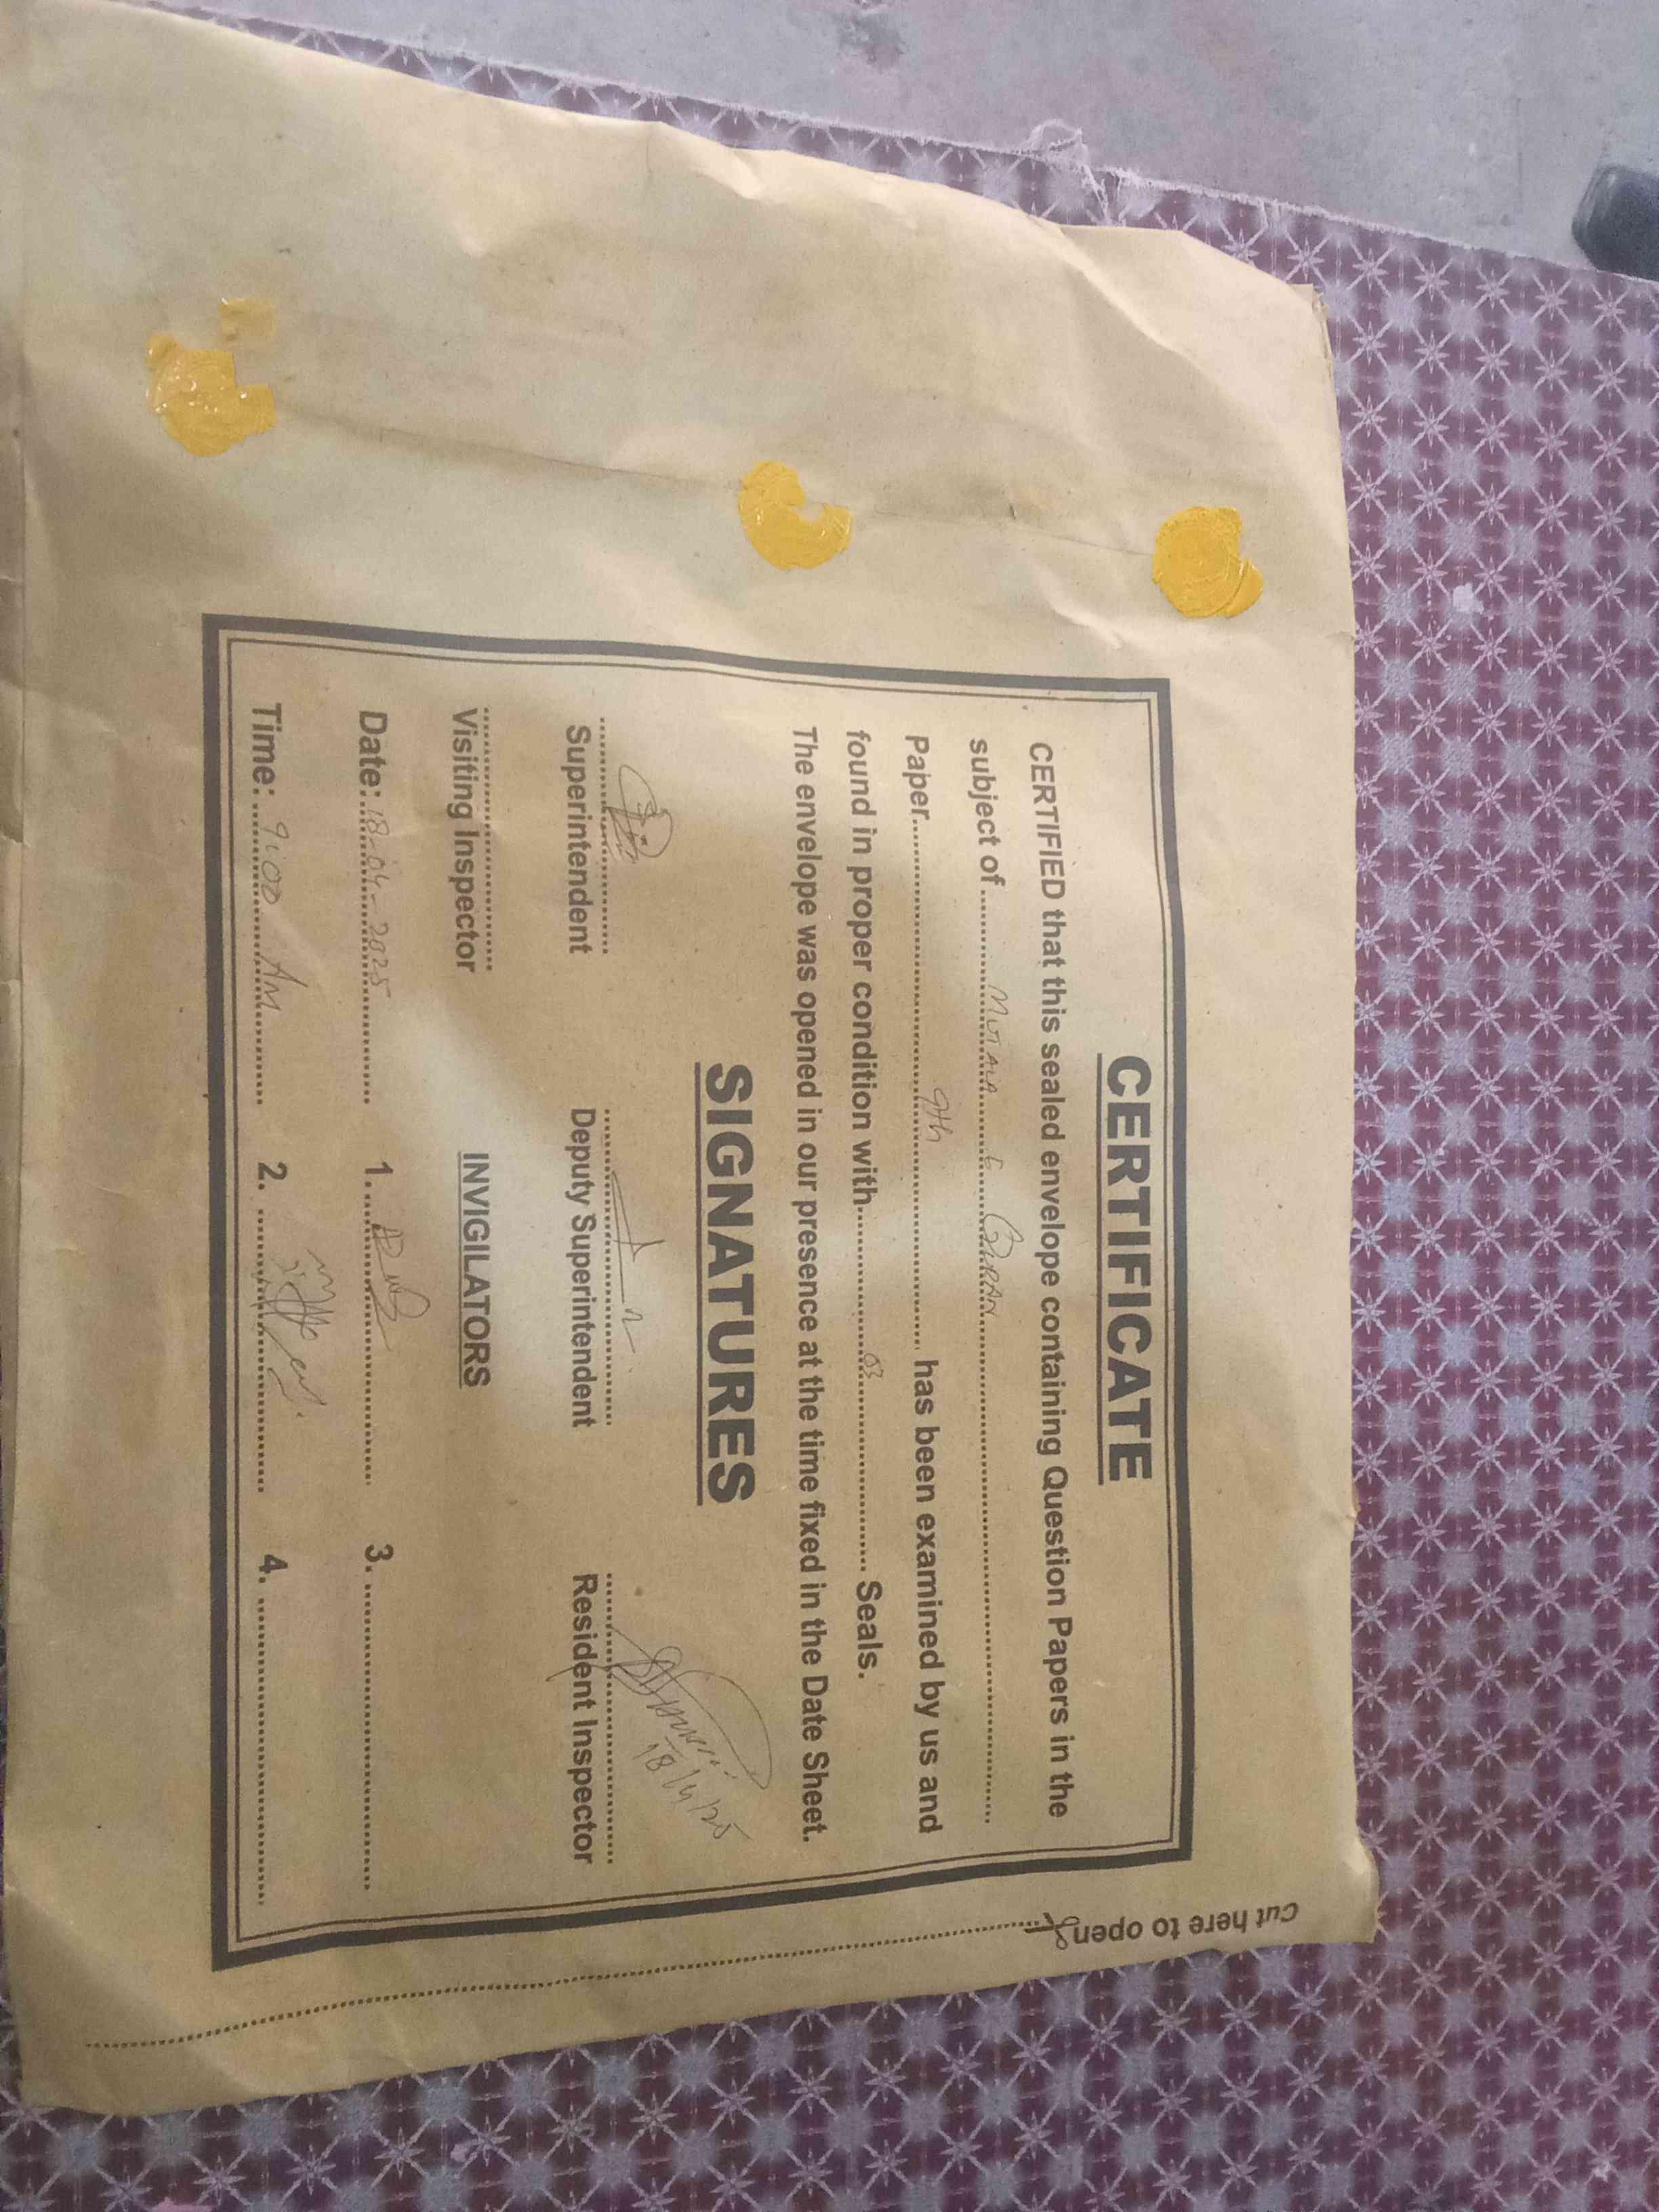 Cut here to open
CERTIFICATE
CERTIFIED that this sealed envelope containing Question Papers in the
subject of.......... MUTALA E QURAN..........
Paper.......... 9th .......... has been examined by us and
found in proper condition with.......... 03 .......... Seals.
The envelope was opened in our presence at the time fixed in the Date Sheet.
SIGNATURES
18/4/25
Superintendent Deputy Superintendent Resident Inspector
Visiting Inspector INVIGILATORS
Date: 18-04-2025 1. .......... 3. ..........
Time: 9:00 AM 2. .......... 4. ..........